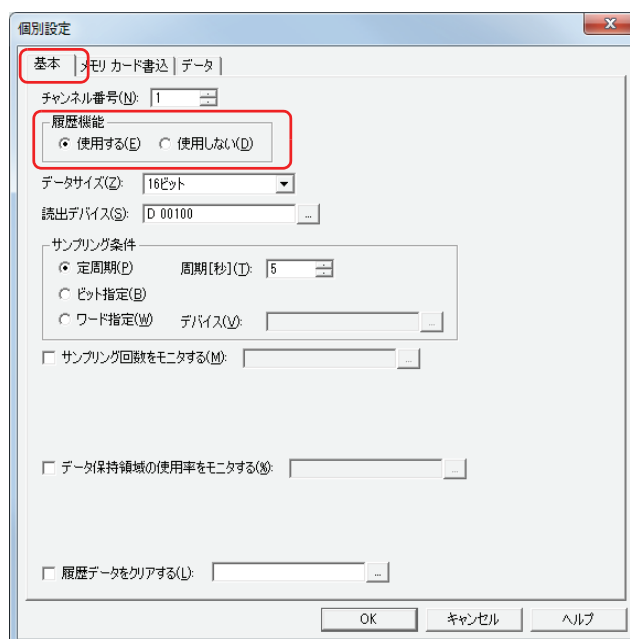 個別設定
基本 メモリ カード書込 データ
チャンネル番号(N): 1
履歴機能
使用する(E) 使用しない(D)
データサイズ(Z): 16ビット
読出デバイス(S): D 00100 ...
サンプリング条件
定周期(P) 周期[秒](T): 5
ビット指定(B)
ワード指定(W) デバイス(V): ...
サンプリング回数をモニタする(M): ...
データ保持領域の使用率をモニタする(%): ...
履歴データをクリアする(L): ...
OK キャンセル ヘルプ